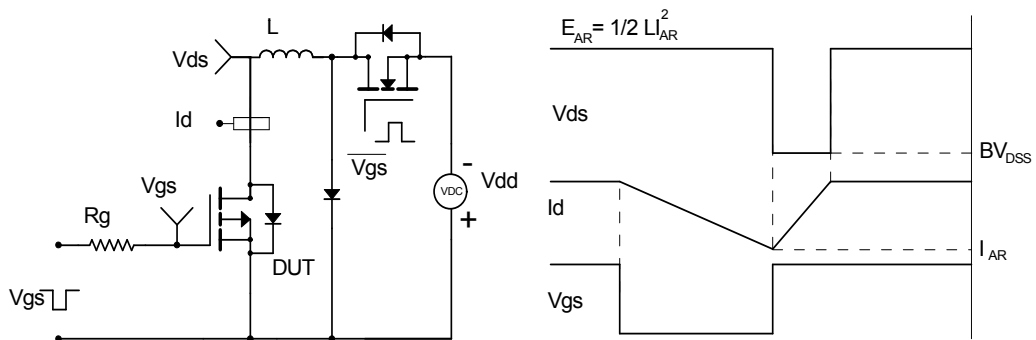 L
Vds
Id
Vgs
Vgs
Rg
DUT
Vgs
VDC
-
+
Vdd
E_AR = 1/2 LI_AR^2
Vds
BV_DSS
Id
I_AR
Vgs